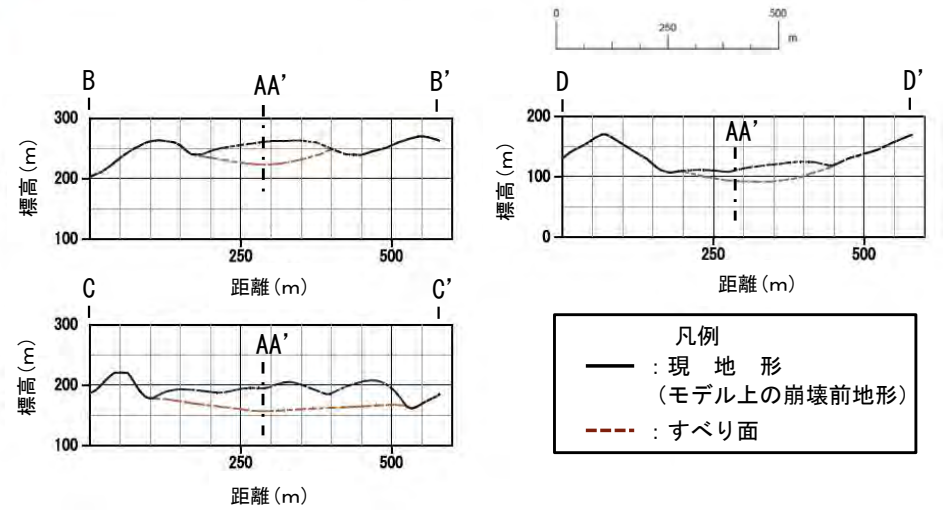 0 500
250 m
B AA' B'
300
200
100
標高(m)
250 500
距離(m)
D AA' D'
200
100
0
標高(m)
250 500
距離(m)
C AA' C'
300
200
100
標高(m)
250 500
距離(m)
凡例
：現 地 形
(モデル上の崩壊前地形)
：すべり面